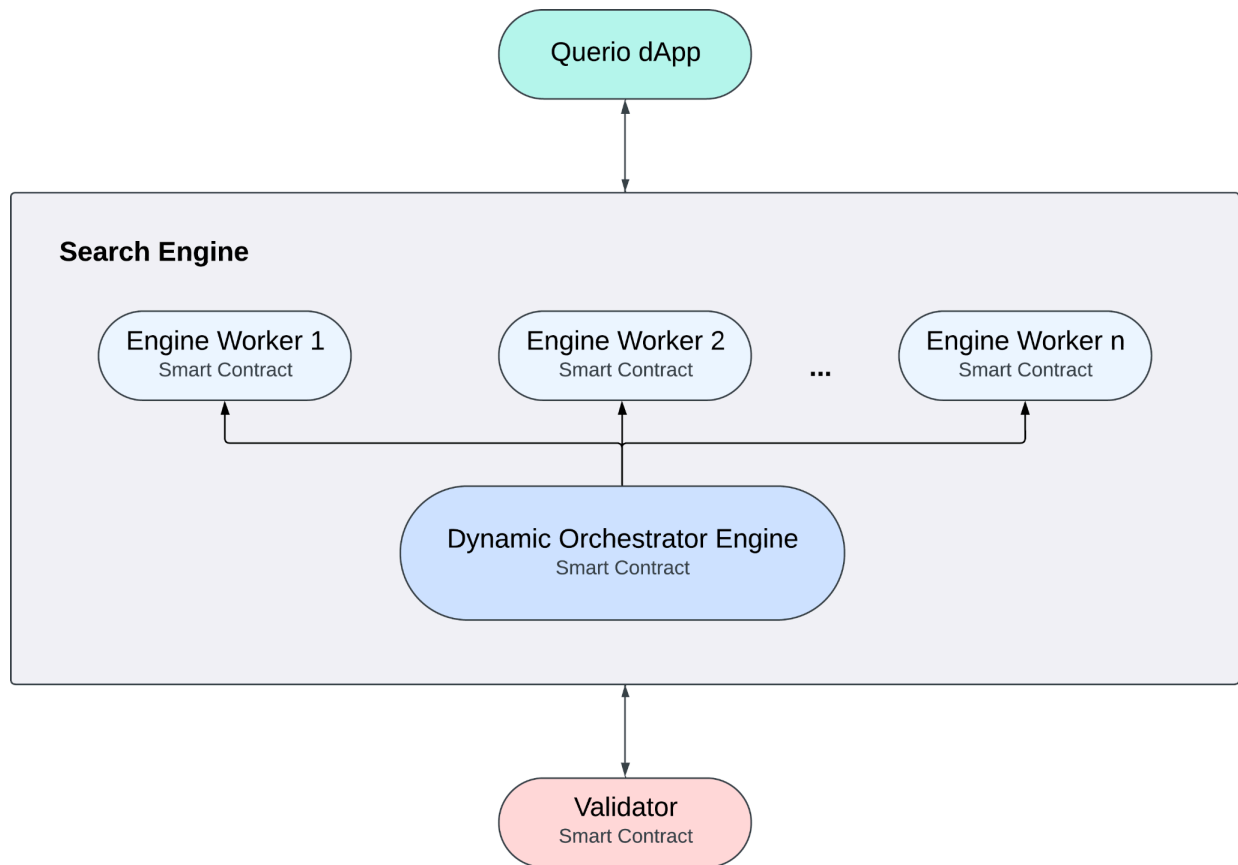 Querio dApp
Search Engine
Engine Worker 1
Smart Contract
Engine Worker 2
Smart Contract
...
Engine Worker n
Smart Contract
Dynamic Orchestrator Engine
Smart Contract
Validator
Smart Contract